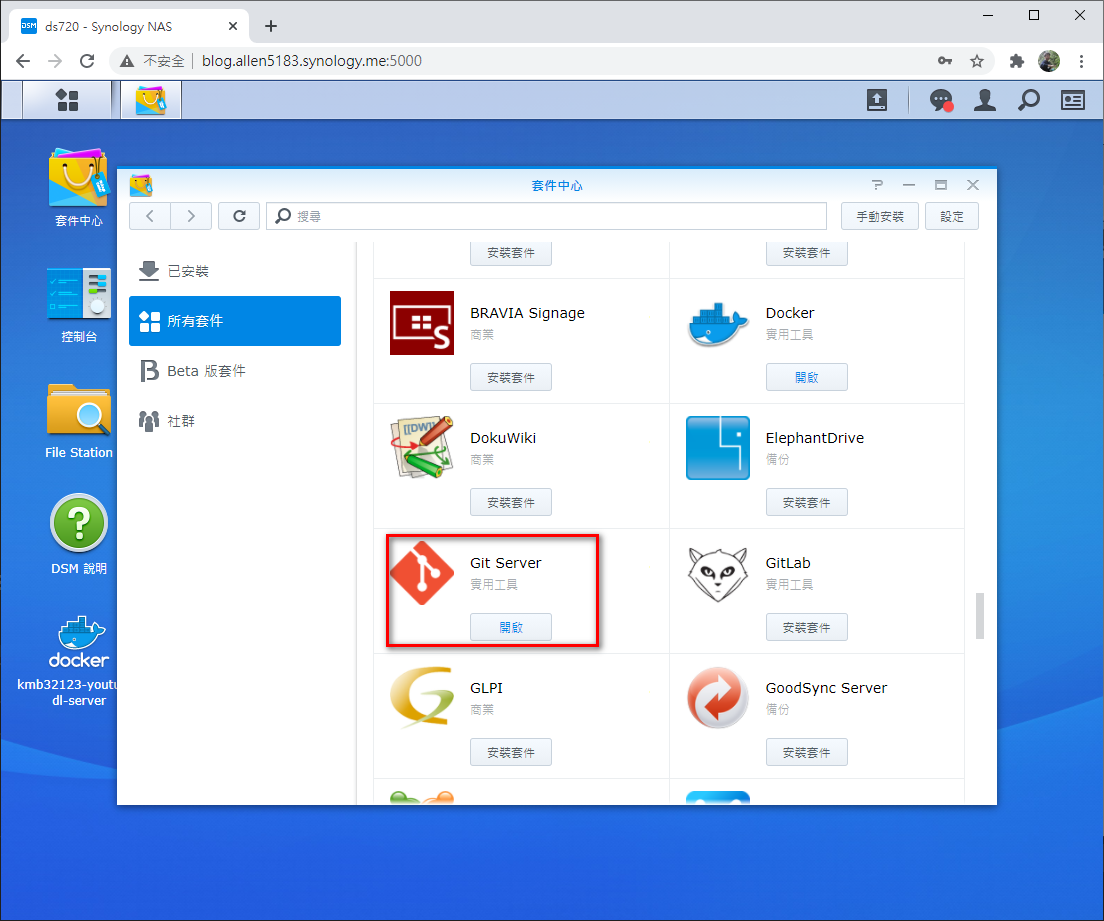 DSM ds720 - Synology NAS
不安全 blog.allen5183.synology.me:5000
套件中心
控制台
File Station
DSM 說明
docker
kmb32123-youtu
dl-server
套件中心
搜尋
手動安裝
設定
已安裝
所有套件
Beta 版套件
社群
安裝套件
安裝套件
BRAVIA Signage
商業
安裝套件
Docker
實用工具
開啟
[[DW]]
DokuWiki
商業
安裝套件
ElephantDrive
備份
安裝套件
Git Server
實用工具
開啟
GitLab
實用工具
安裝套件
GLPI
商業
安裝套件
GoodSync Server
備份
安裝套件